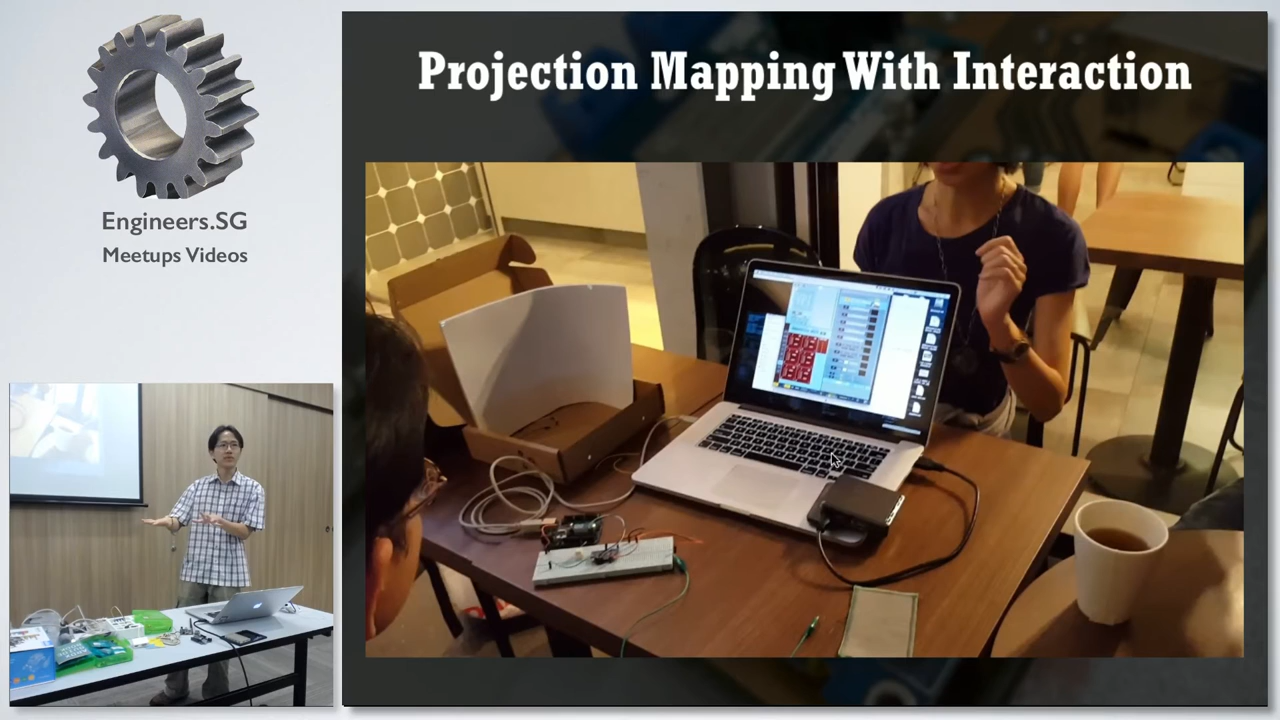 Engineers.SG
Meetups Videos
Projection Mapping With Interaction